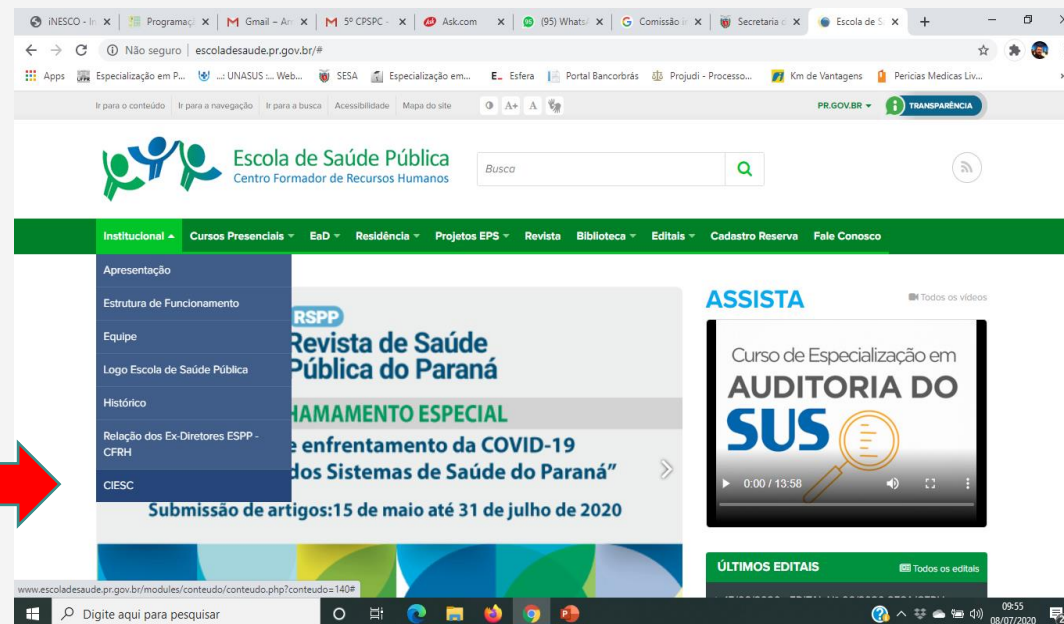 iNESCO - In
Programaç
Gmail – An
5º CPSPC -
Ask.com
(95) Whats
Comissão in
Secretaria d
Escola de S
Não seguro | escoladesaude.pr.gov.br/#
Apps
Especialização em P...
...: UNASUS :... Web...
SESA
Especialização em...
Esfera
Portal Bancorbrás
Projudi - Processo...
Km de Vantagens
Pericias Medicas Liv...
Ir para o conteúdo
Ir para a navegação
Ir para a busca
Acessibilidade
Mapa do site
A+
A
PR.GOV.BR
TRANSPARÊNCIA
Escola de Saúde Pública
Centro Formador de Recursos Humanos
Busca
Institucional
Cursos Presenciais
EaD
Residência
Projetos EPS
Revista
Biblioteca
Editais
Cadastro Reserva
Fale Conosco
Apresentação
Estrutura de Funcionamento
Equipe
Logo Escola de Saúde Pública
Histórico
Relação dos Ex-Diretores ESPP -
CFRH
CIESC
RSPP
Revista de Saúde
Pública do Paraná
HAMAMENTO ESPECIAL
e enfrentamento da COVID-19
dos Sistemas de Saúde do Paraná”
Submissão de artigos:15 de maio até 31 de julho de 2020
ASSISTA
Todos os vídeos
Curso de Especialização em
AUDITORIA DO
SUS
0:00 / 13:58
ÚLTIMOS EDITAIS
Todos os editais
www.escoladesaude.pr.gov.br/modules/conteudo/conteudo.php?conteudo=140#
Digite aqui para pesquisar
09:55
08/07/2020